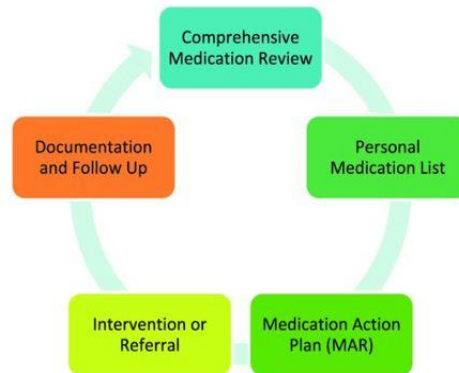 Comprehensive
Medication Review
Personal
Medication List
Medication Action
Plan (MAR)
Intervention or
Referral
Documentation
and Follow Up